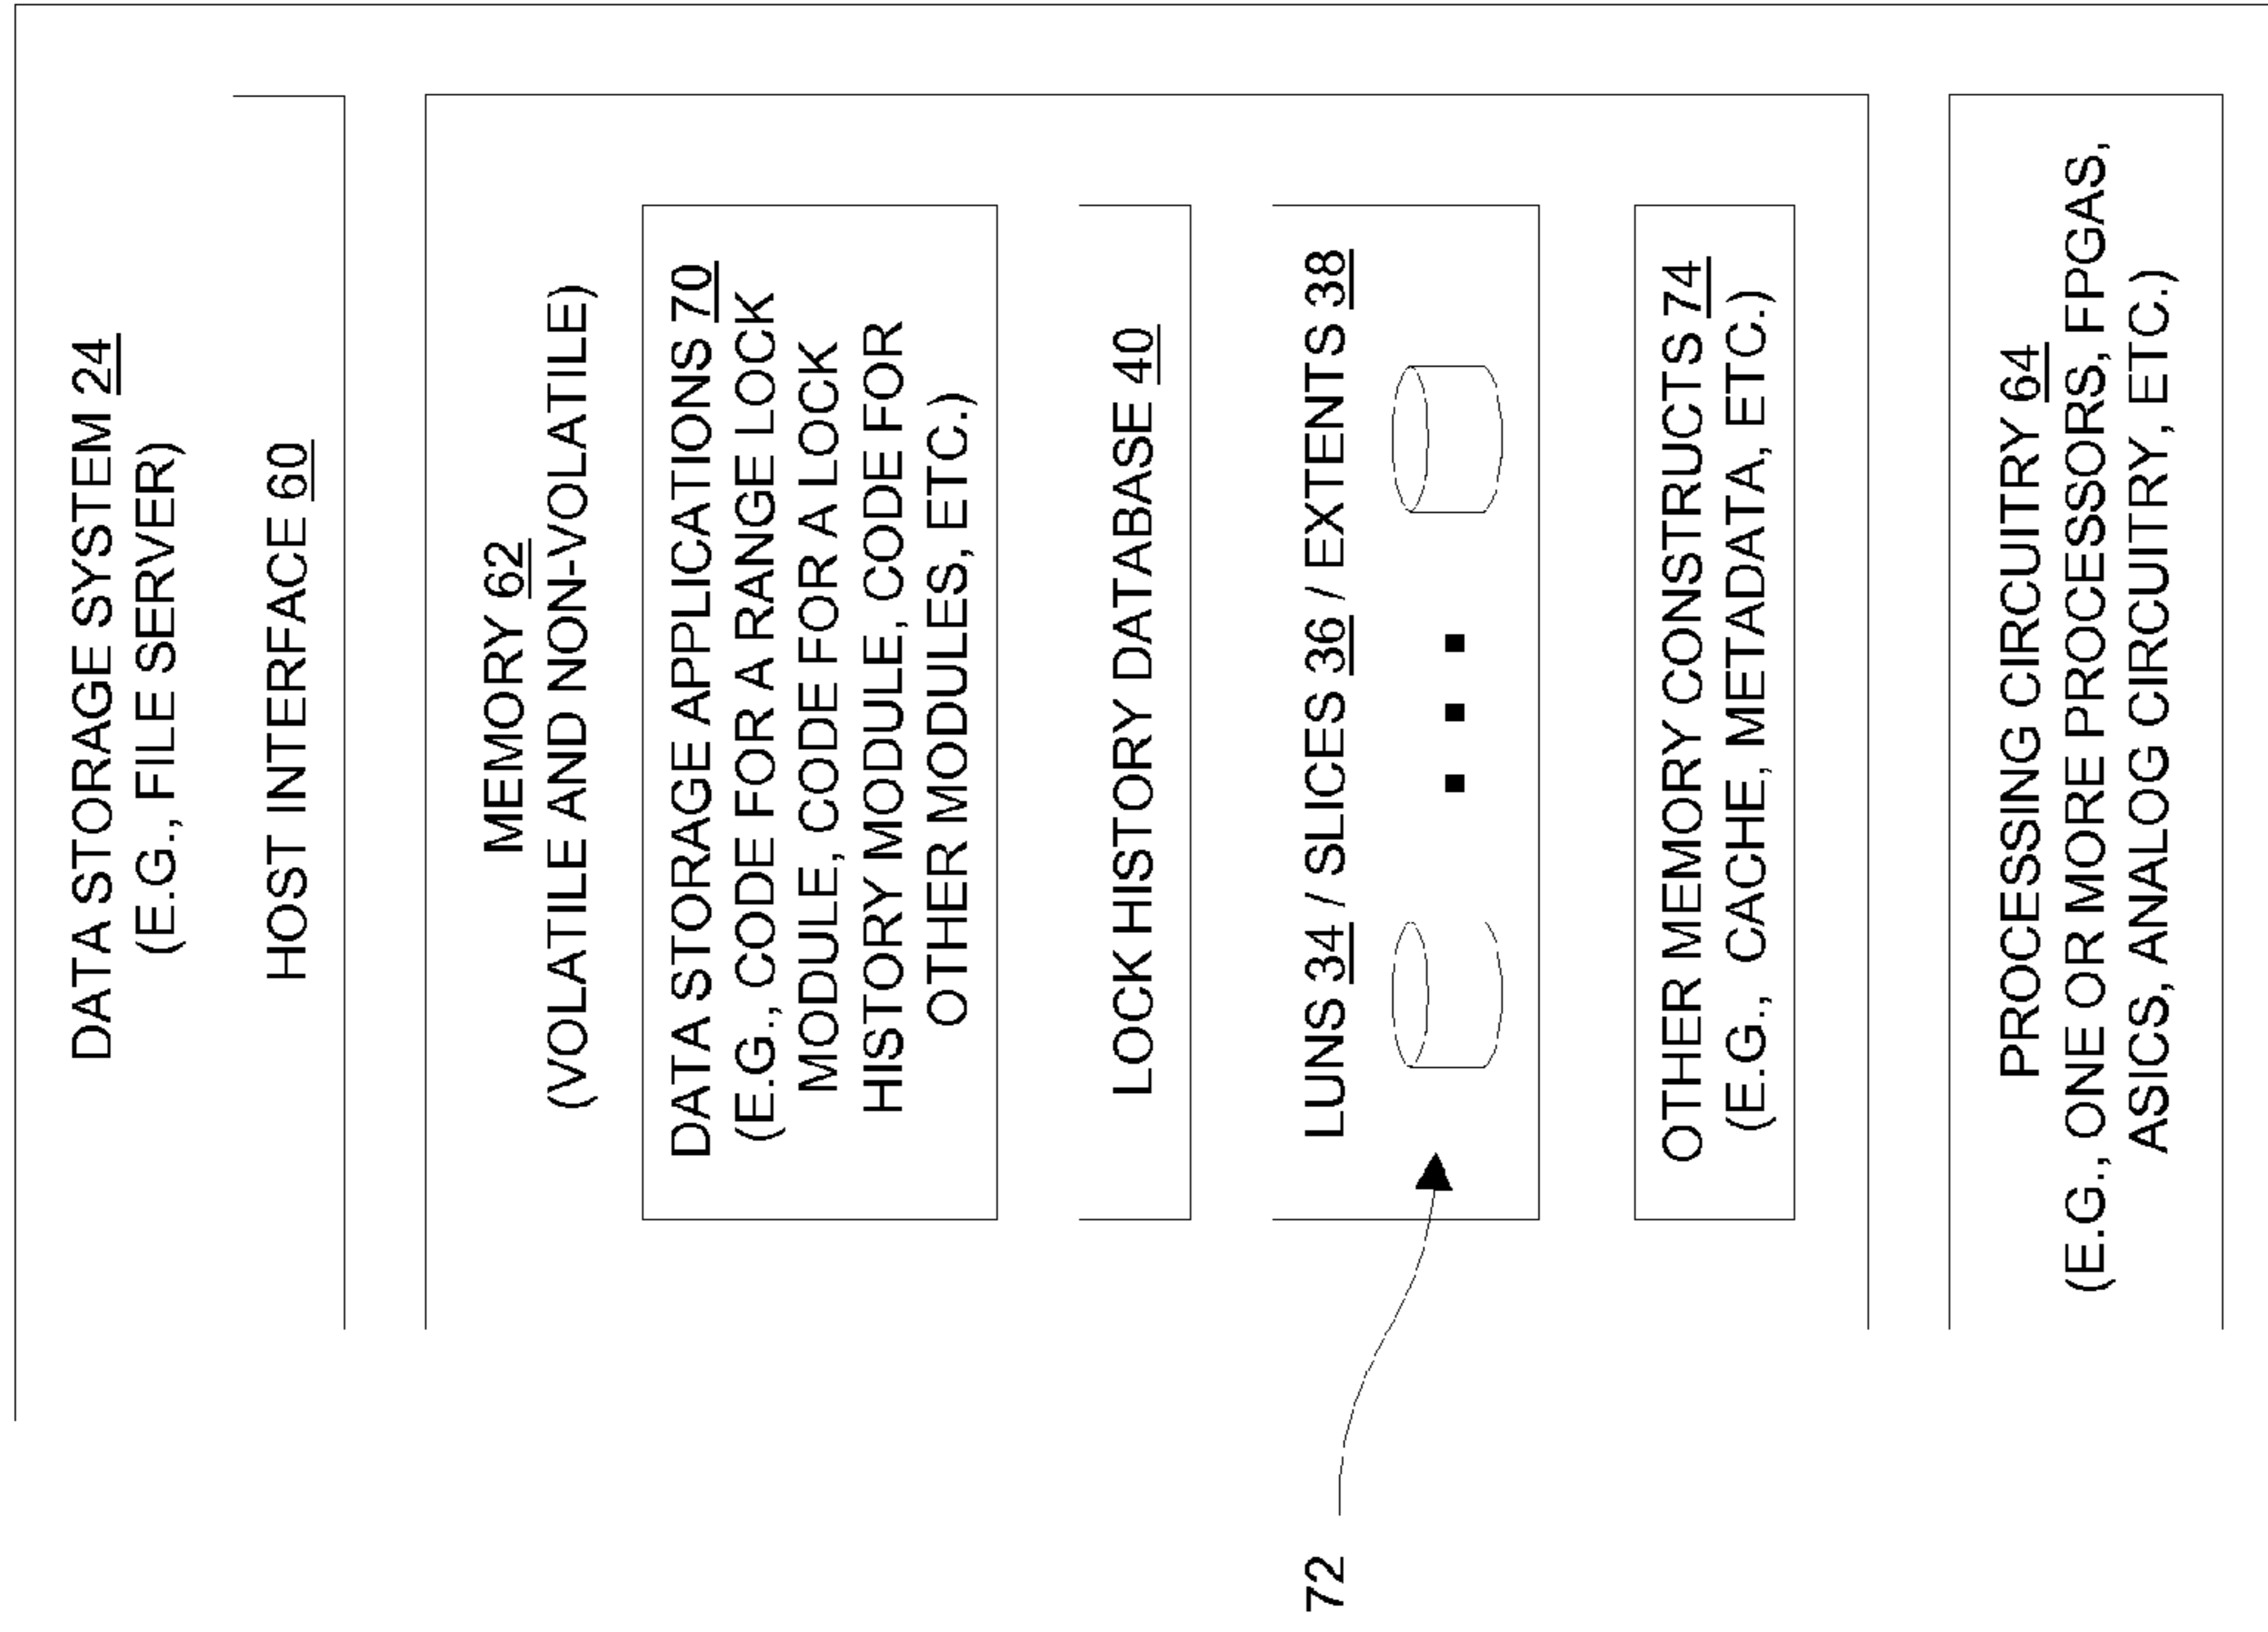 DATA STORAGE SYSTEM 24
(E.G., FILE SERVER)
HOST INTERFACE 60
MEMORY 62
(VOLATILE AND NON-VOLATILE)
DATA STORAGE APPLICATIONS 70
(E.G., CODE FOR A RANGE LOCK
MODULE, CODE FOR A LOCK
HISTORY MODULE, CODE FOR
OTHER MODULES, ETC.)
LOCK HISTORY DATABASE 40
LUNS 34 / SLICES 36 / EXTENTS 38
72
OTHER MEMORY CONSTRUCTS 74
(E.G., CACHE, METADATA, ETC.)
PROCESSING CIRCUITRY 64
(E.G., ONE OR MORE PROCESSORS, FPGAS,
ASICS, ANALOG CIRCUITRY, ETC.)